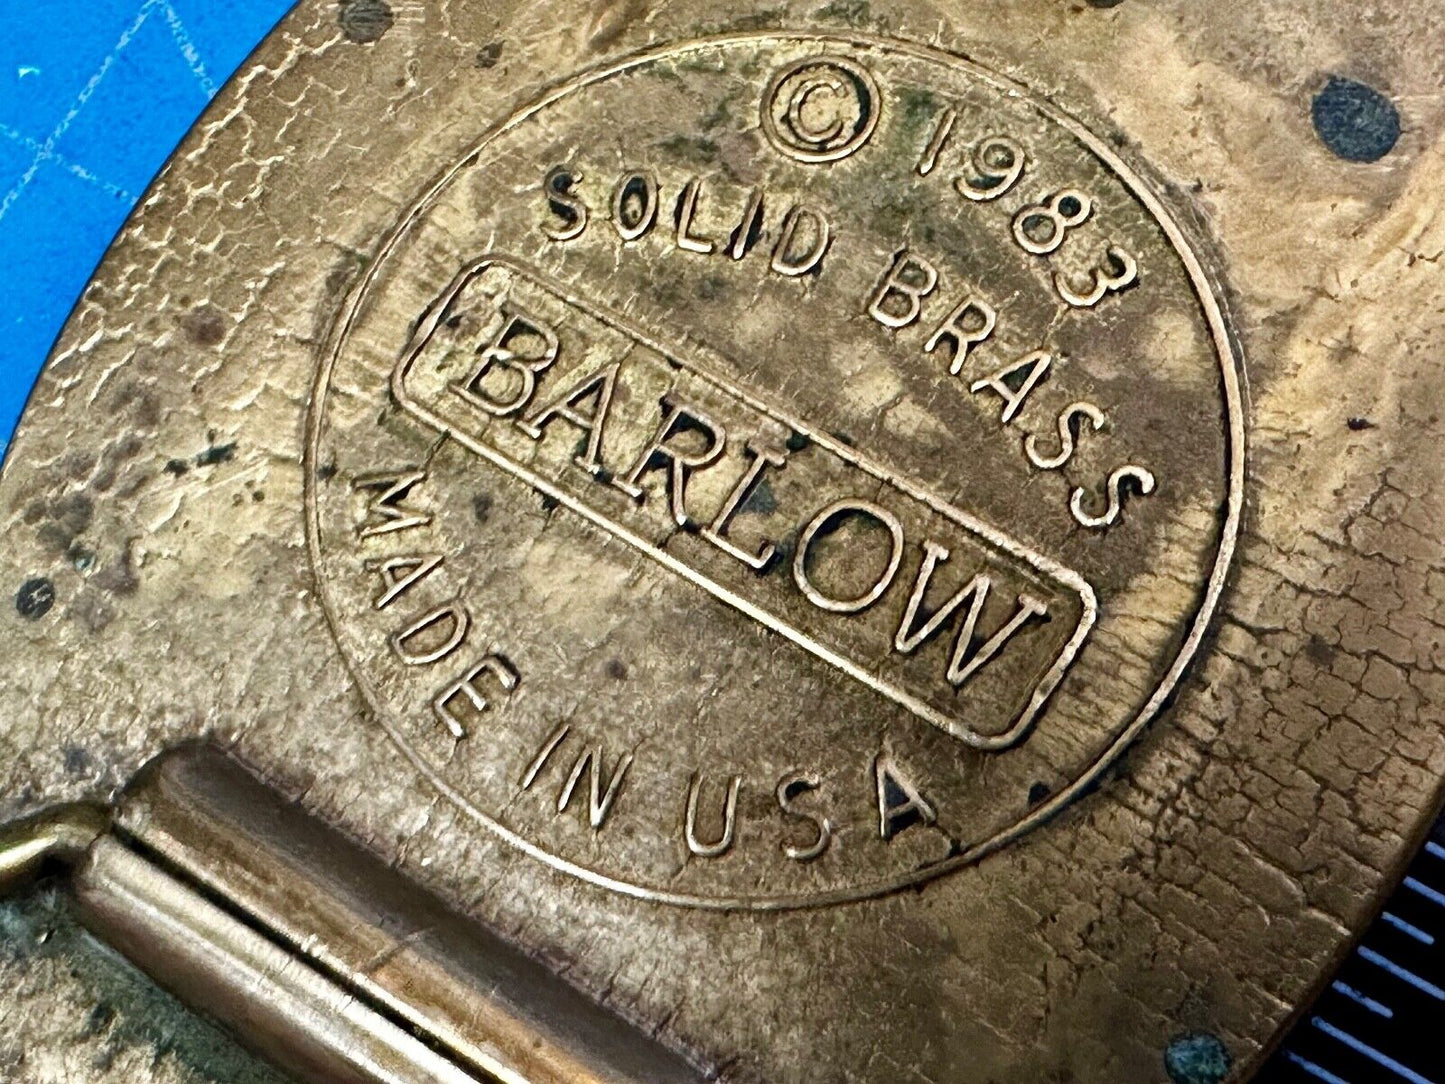 © 1983
SOLID BRASS
BARLOW
MADE IN USA